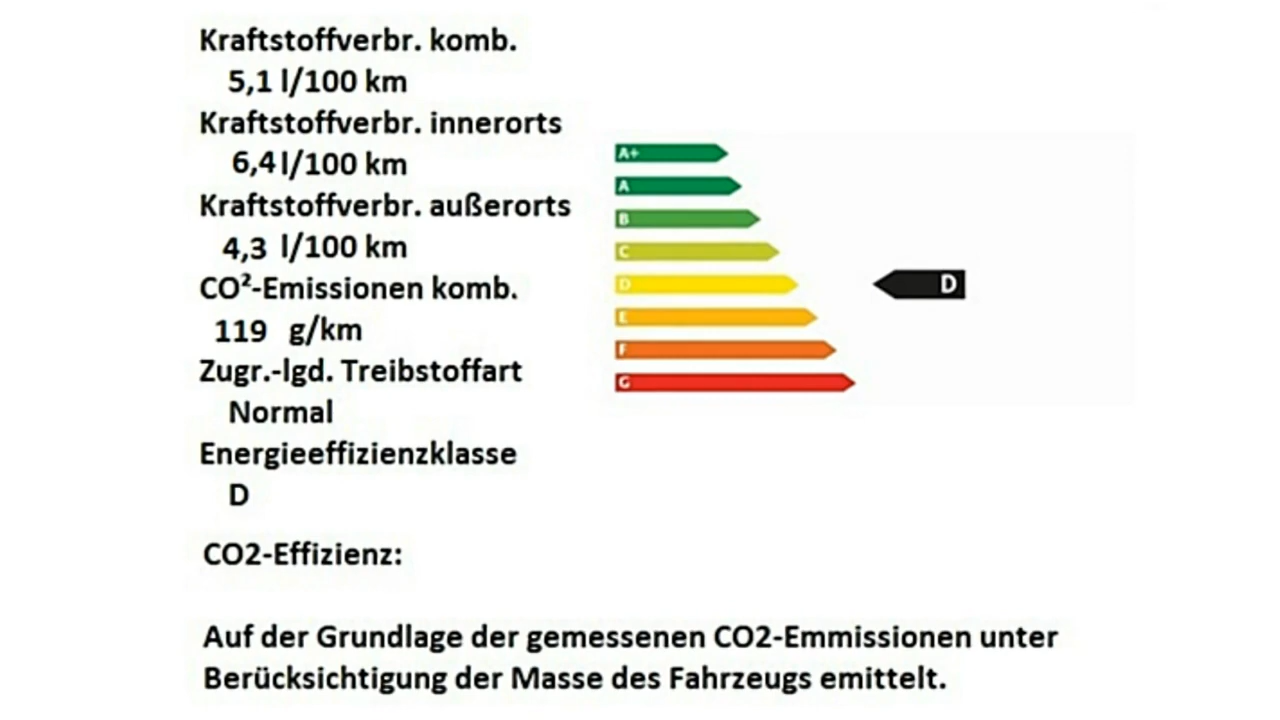 Kraftstoffverbr. komb.
5,1 l/100 km
Kraftstoffverbr. innerorts
6,4 l/100 km
Kraftstoffverbr. außerorts
4,3 l/100 km
CO²-Emissionen komb.
119 g/km
Zugr.-lgd. Treibstoffart
Normal
Energieeffizienzklasse
D
A+
A
B
C
D
D
E
F
G
CO2-Effizienz:
Auf der Grundlage der gemessenen CO2-Emmissionen unter
Berücksichtigung der Masse des Fahrzeugs emittelt.